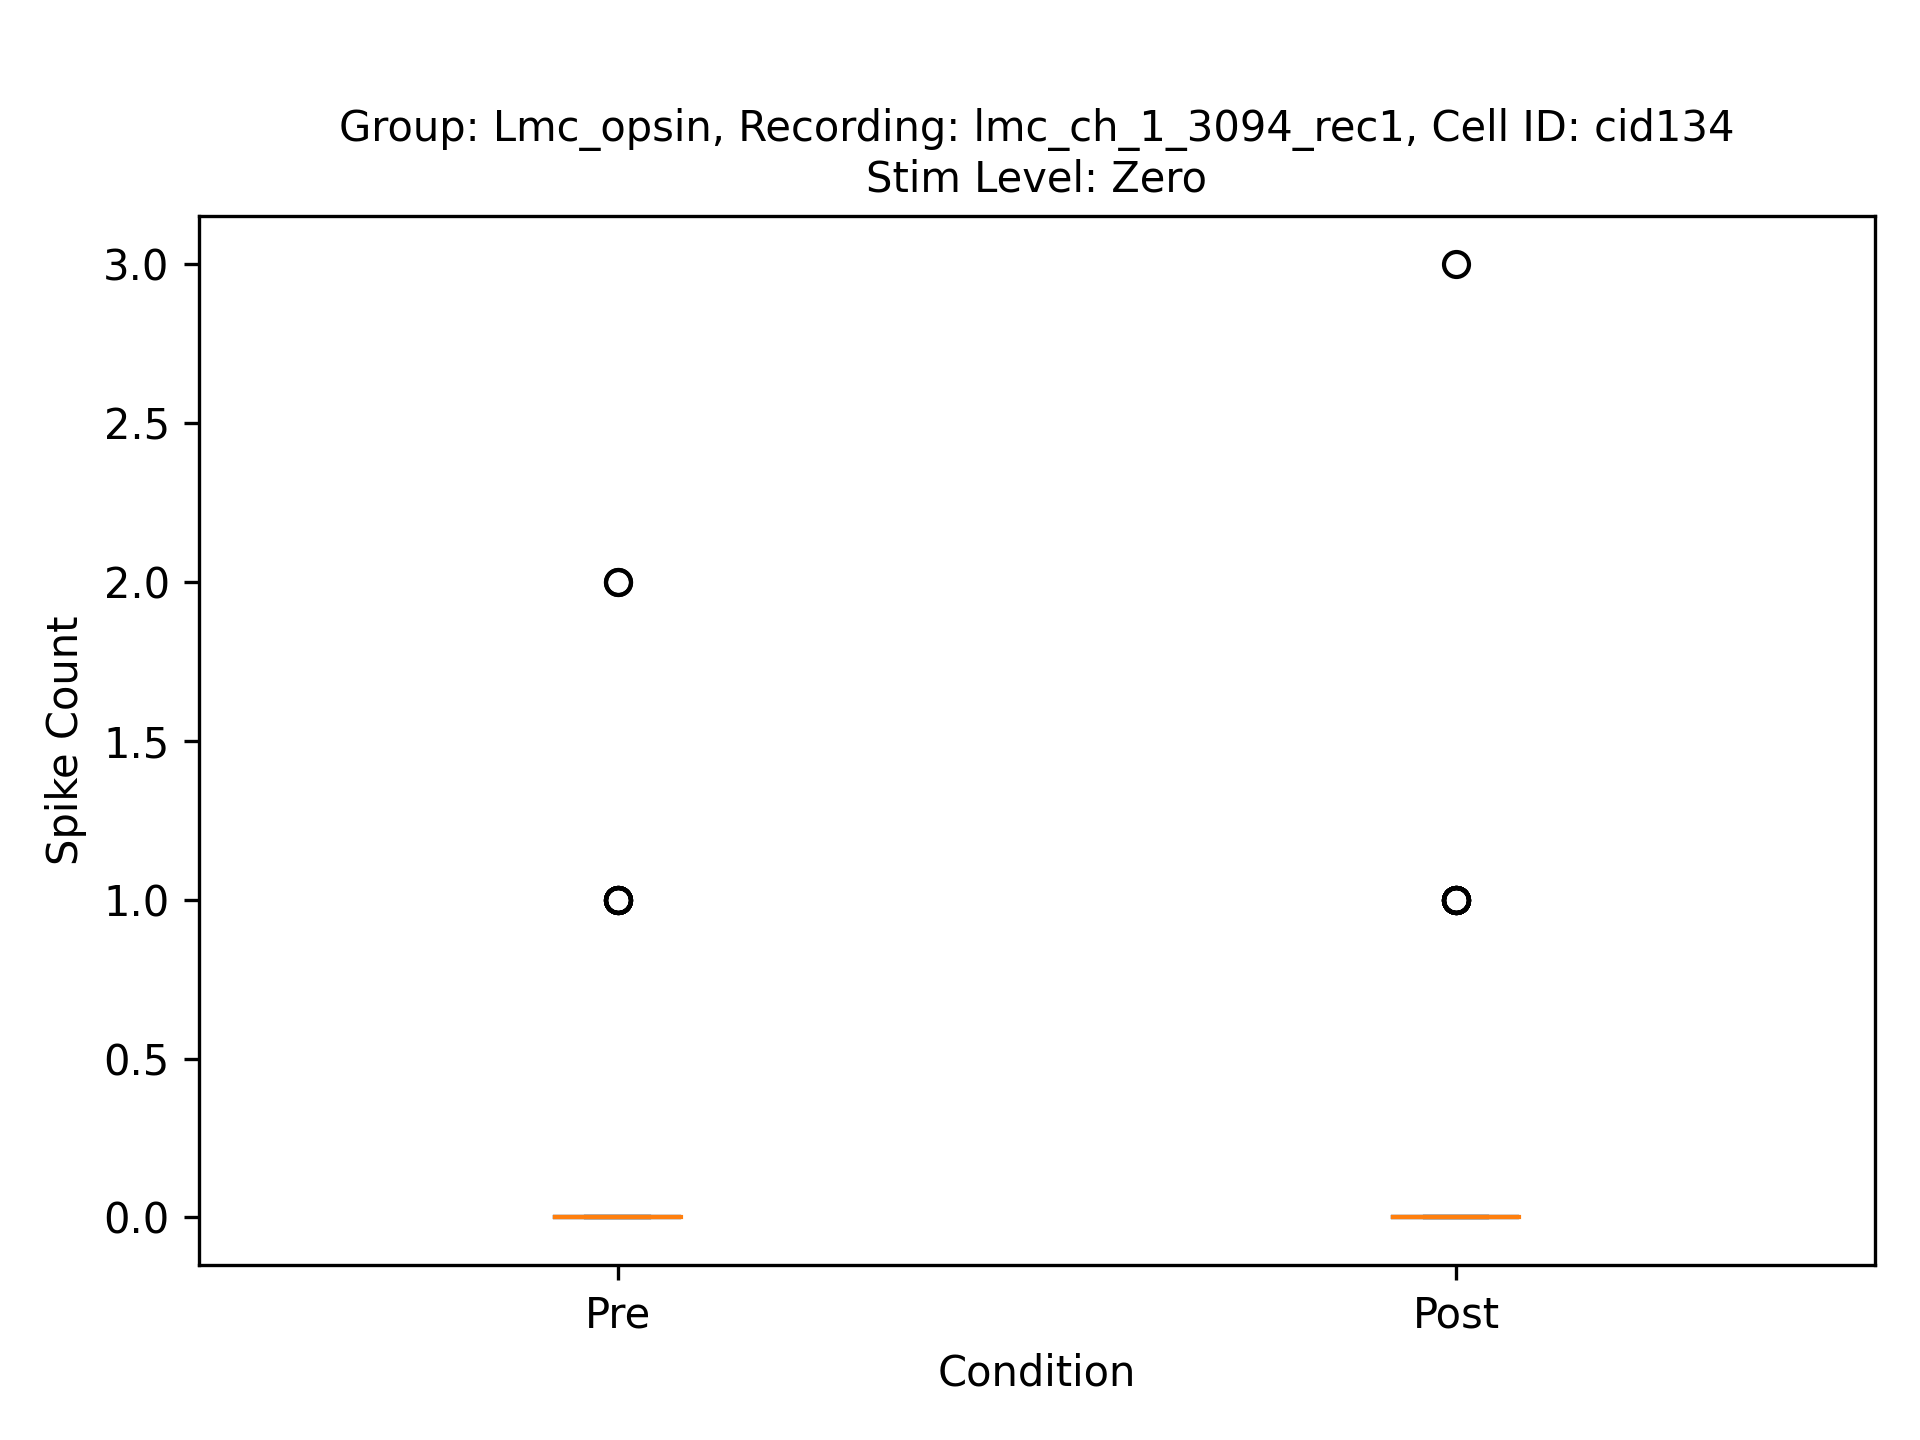 Group: Lmc_opsin, Recording: lmc_ch_1_3094_rec1, Cell ID: cid134
Stim Level: Zero
3.0
2.5
2.0
1.5
1.0
0.5
0.0
Spike Count
Pre
Post
Condition